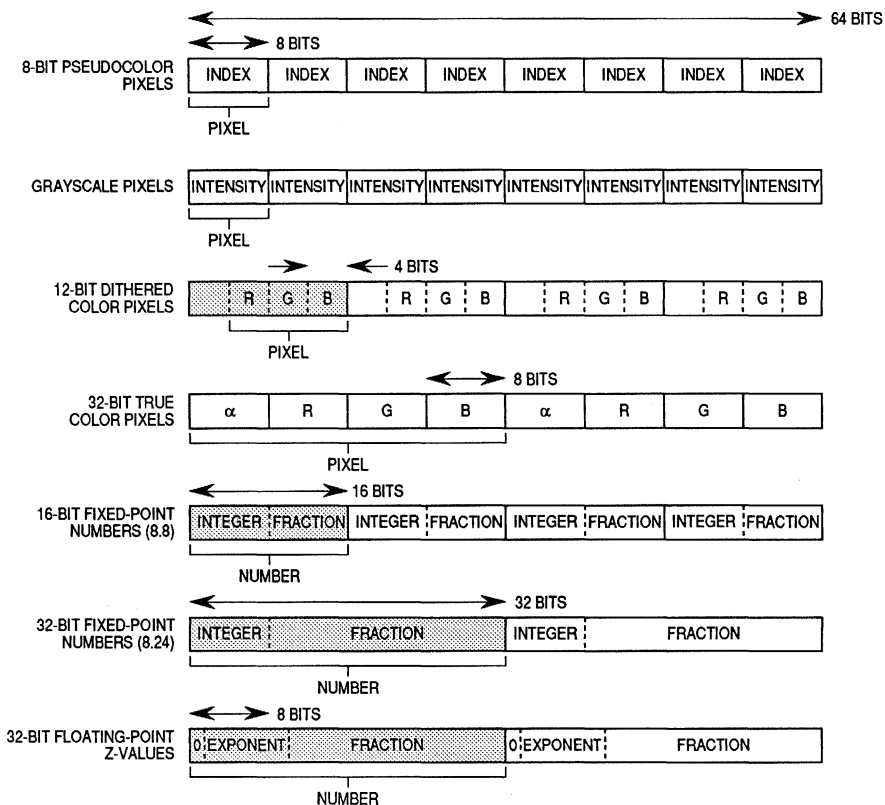 64 BITS
8 BITS
8-BIT PSEUDOCOLOR
PIXELS
INDEX INDEX INDEX INDEX INDEX INDEX INDEX INDEX
PIXEL
GRAYSCALE PIXELS
INTENSITY INTENSITY INTENSITY INTENSITY INTENSITY INTENSITY INTENSITY INTENSITY
PIXEL
4 BITS
12-BIT DITHERED
COLOR PIXELS
R G B R G B R G B R G B
PIXEL
8 BITS
32-BIT TRUE
COLOR PIXELS
α R G B α R G B
PIXEL
16 BITS
16-BIT FIXED-POINT
NUMBERS (8.8)
INTEGER FRACTION INTEGER FRACTION INTEGER FRACTION INTEGER FRACTION
NUMBER
32 BITS
32-BIT FIXED-POINT
NUMBERS (8.24)
INTEGER FRACTION INTEGER FRACTION
NUMBER
8 BITS
32-BIT FLOATING-POINT
Z-VALUES
0 EXPONENT FRACTION 0 EXPONENT FRACTION
NUMBER